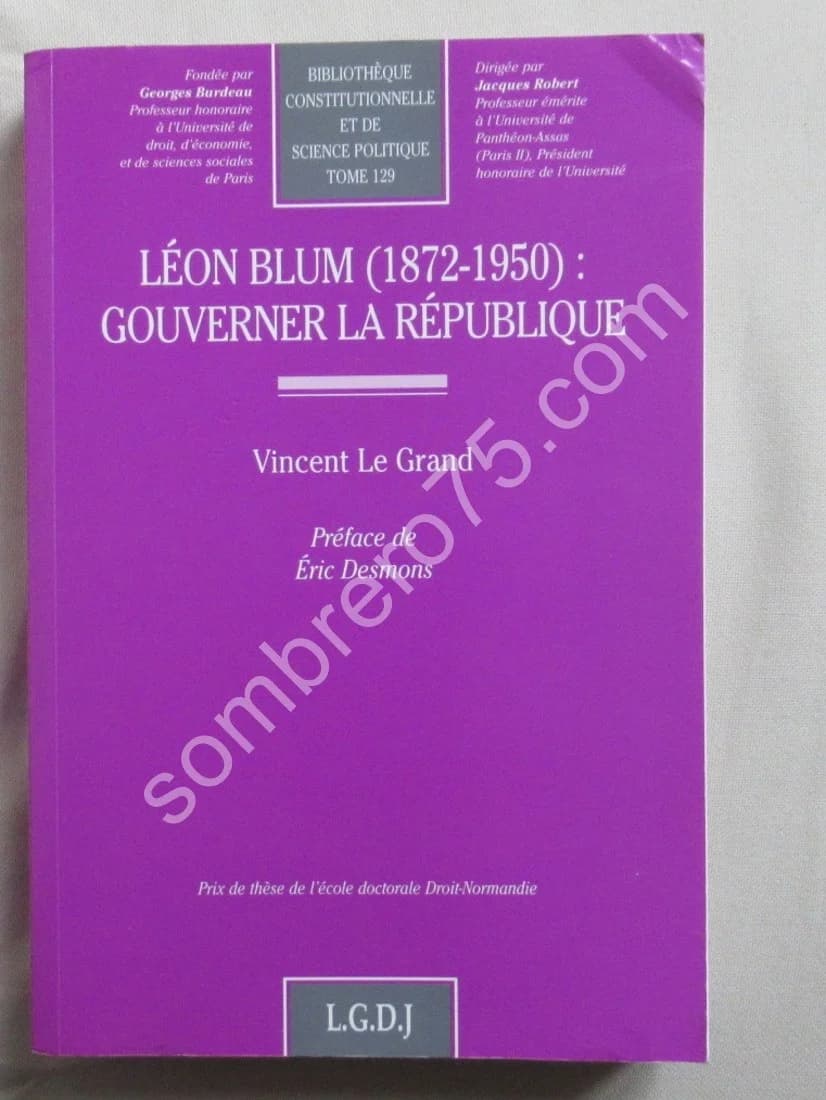 Fondée par
Georges Burdeau
Professeur honoraire
à l'Université de
droit, d'économie,
et de sciences sociales
de Paris
BIBLIOTHÈQUE
CONSTITUTIONNELLE
ET DE
SCIENCE POLITIQUE
TOME 129
Dirigée par
Jacques Robert
Professeur émérite
à l'Université de
Panthéon-Assas
(Paris II), Président
honoraire de l'Université
LÉON BLUM (1872-1950) :
GOUVERNER LA RÉPUBLIQUE
Vincent Le Grand
Préface de
Éric Desmons
sombrero75.com
Prix de thèse de l'école doctorale Droit-Normandie
L.G.D.J